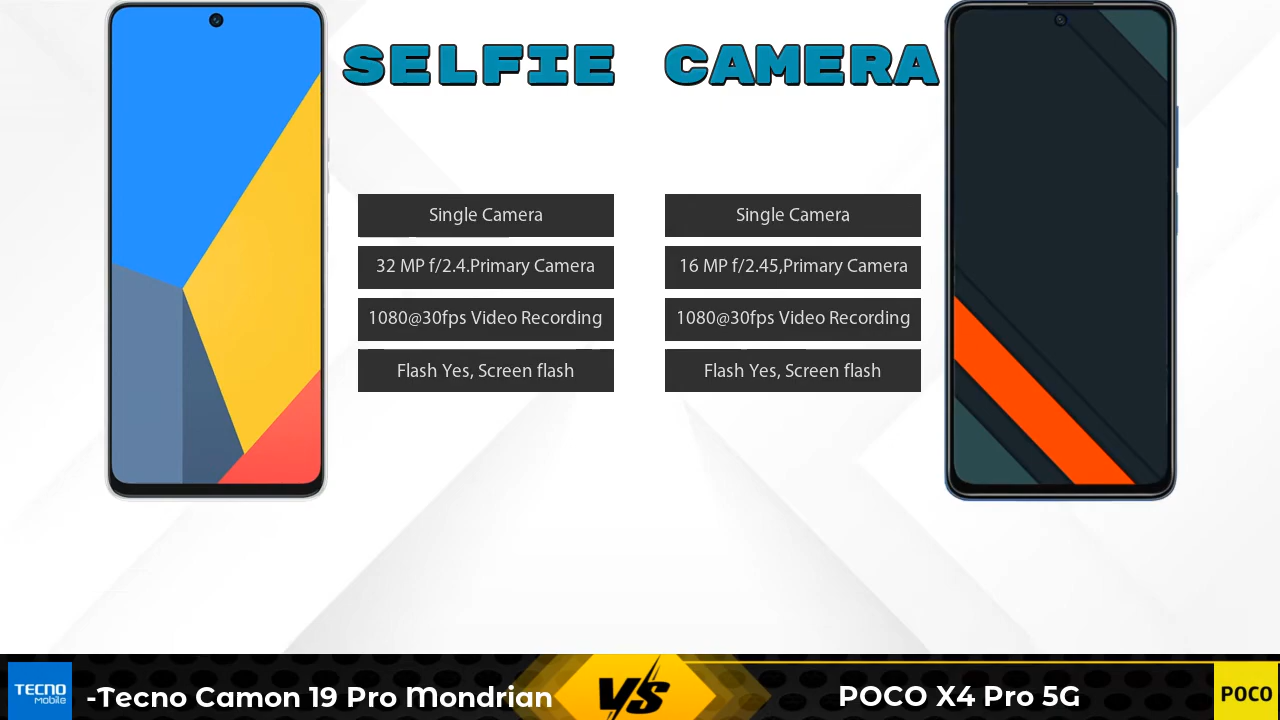 SELFIE CAMERA
Single Camera
32 MP f/2.4.Primary Camera
1080@30fps Video Recording
Flash Yes, Screen flash
Single Camera
16 MP f/2.45,Primary Camera
1080@30fps Video Recording
Flash Yes, Screen flash
TECNO
mobile
-Tecno Camon 19 Pro Mondrian
VS
POCO X4 Pro 5G
POCO